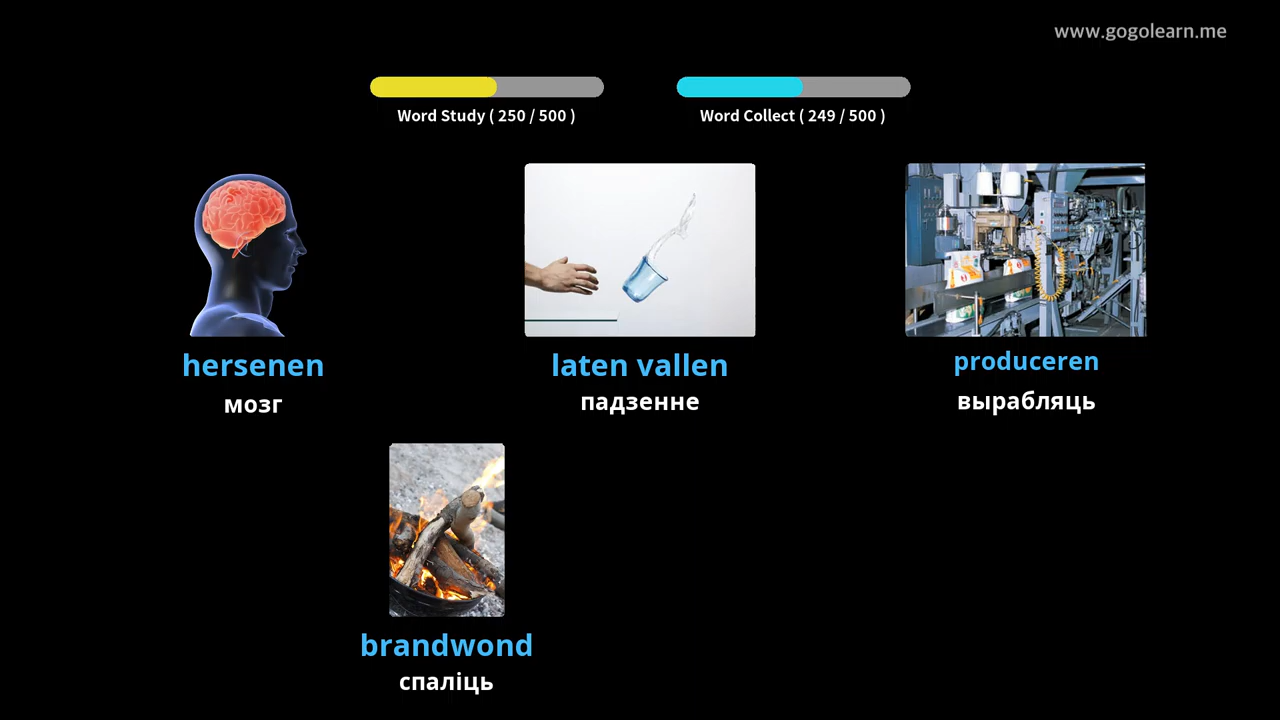 www.gogolearn.me
Word Study ( 250 / 500 )
Word Collect ( 249 / 500 )
hersenen
мозг
laten vallen
падзенне
produceren
вырабляць
brandwond
спаліць